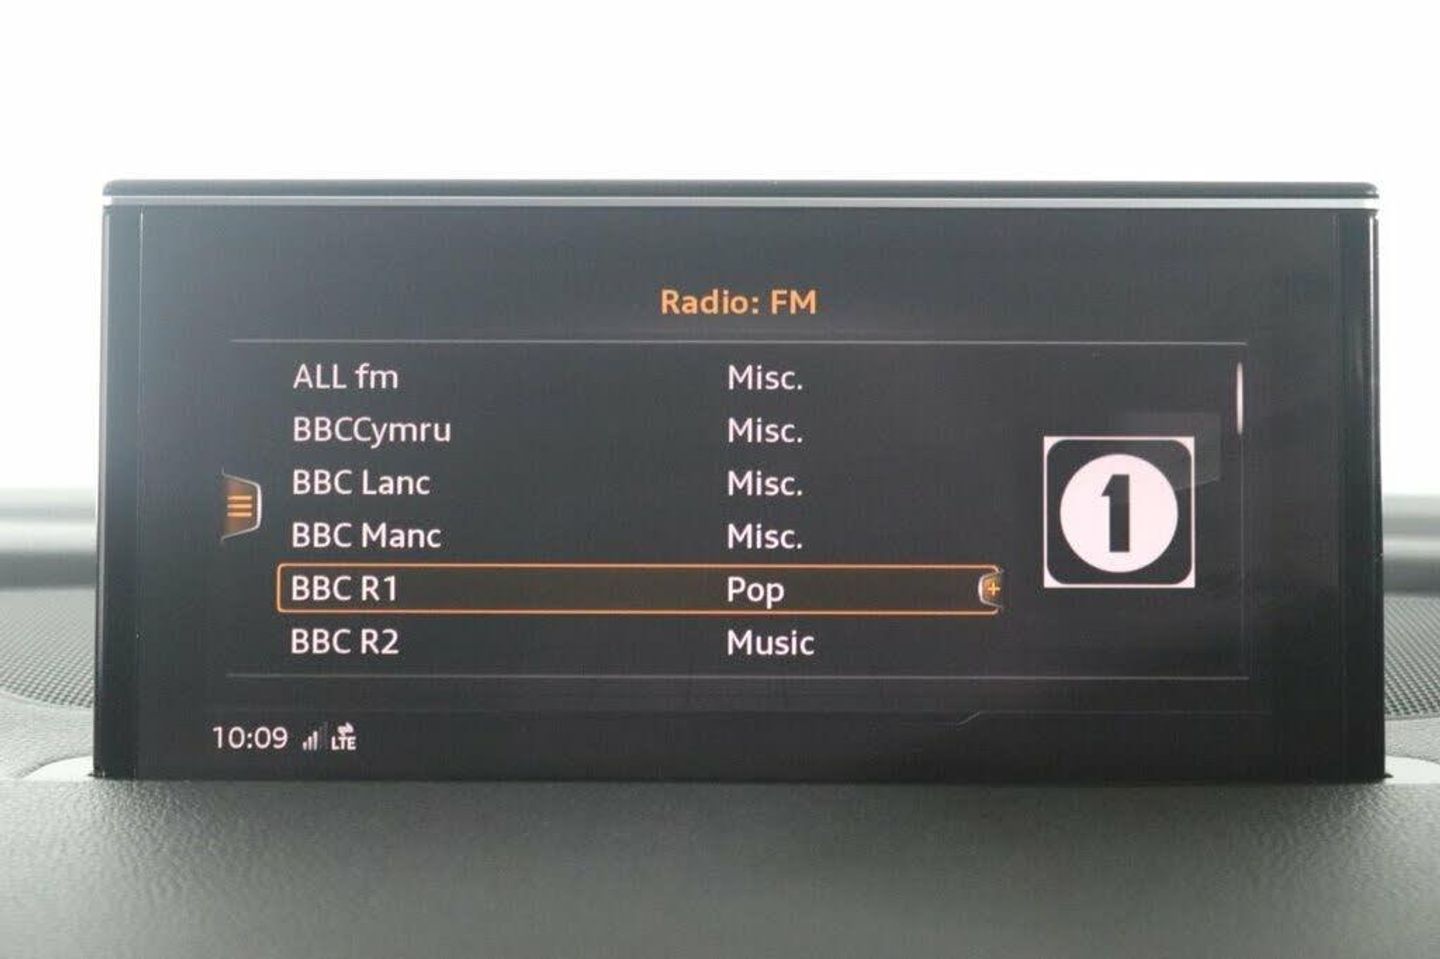 Radio: FM
ALL fm Misc.
BBCCymru Misc.
BBC Lanc Misc.
BBC Manc Misc.
BBC R1 Pop
BBC R2 Music
1
10:09 LTE